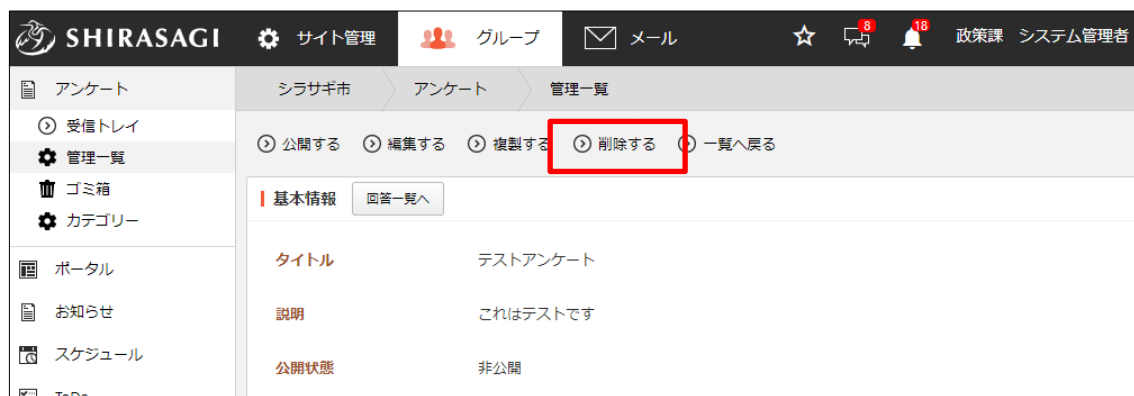 SHIRASAGI サイト管理 グループ メール 8 18 政策課 システム管理者
アンケート
受信トレイ
管理一覧
ゴミ箱
カテゴリー
ポータル
お知らせ
スケジュール
ToDo
シラサギ市 アンケート 管理一覧
公開する 編集する 複製する 削除する 一覧へ戻る
基本情報 回答一覧へ
タイトル テストアンケート
説明 これはテストです
公開状態 非公開